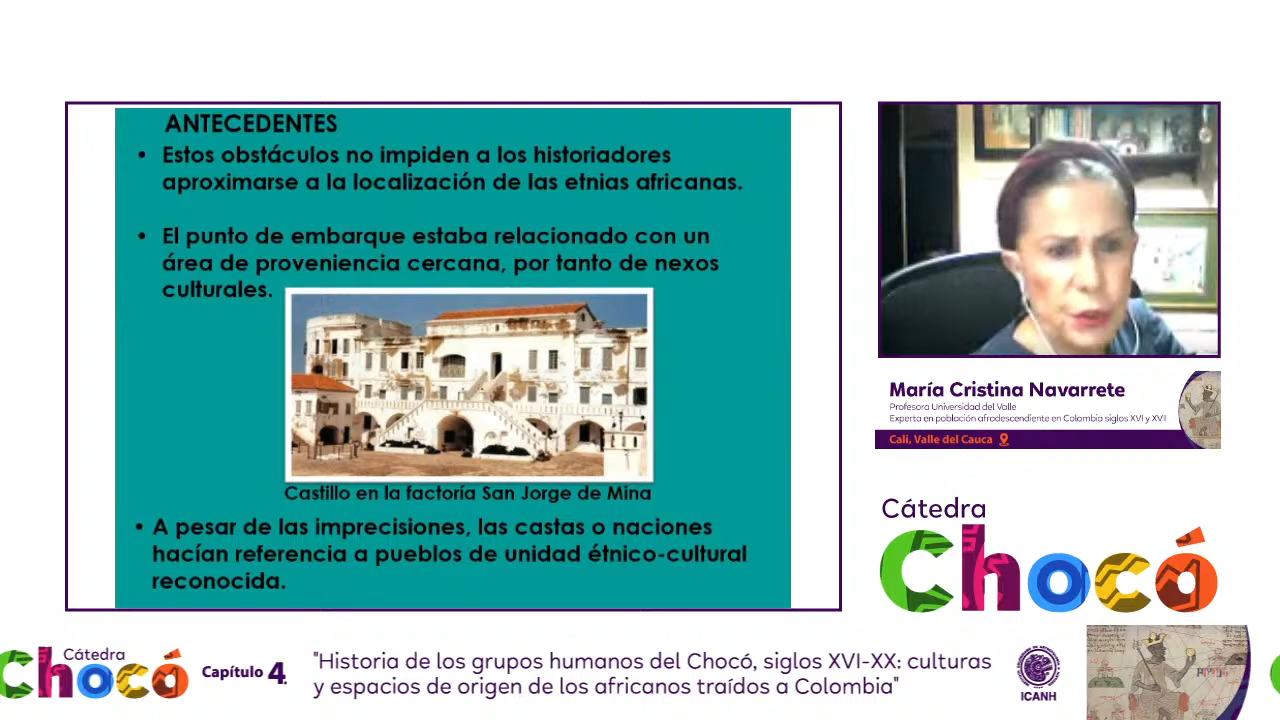 ANTECEDENTES
• Estos obstáculos no impiden a los historiadores
aproximarse a la localización de las etnias africanas.
• El punto de embarque estaba relacionado con un
área de proveniencia cercana, por tanto de nexos
culturales.
Castillo en la factoría San Jorge de Mina
• A pesar de las imprecisiones, las castas o naciones
hacían referencia a pueblos de unidad étnico-cultural
reconocida.
María Cristina Navarrete
Profesora Universidad del Valle
Experta en población afrodescendiente en Colombia siglos XVI y XVII
Cali, Valle del Cauca
Cátedra
Chocó
Cátedra
Chocó
Capítulo 4.
"Historia de los grupos humanos del Chocó, siglos XVI-XX: culturas
y espacios de origen de los africanos traídos a Colombia"
ICANH